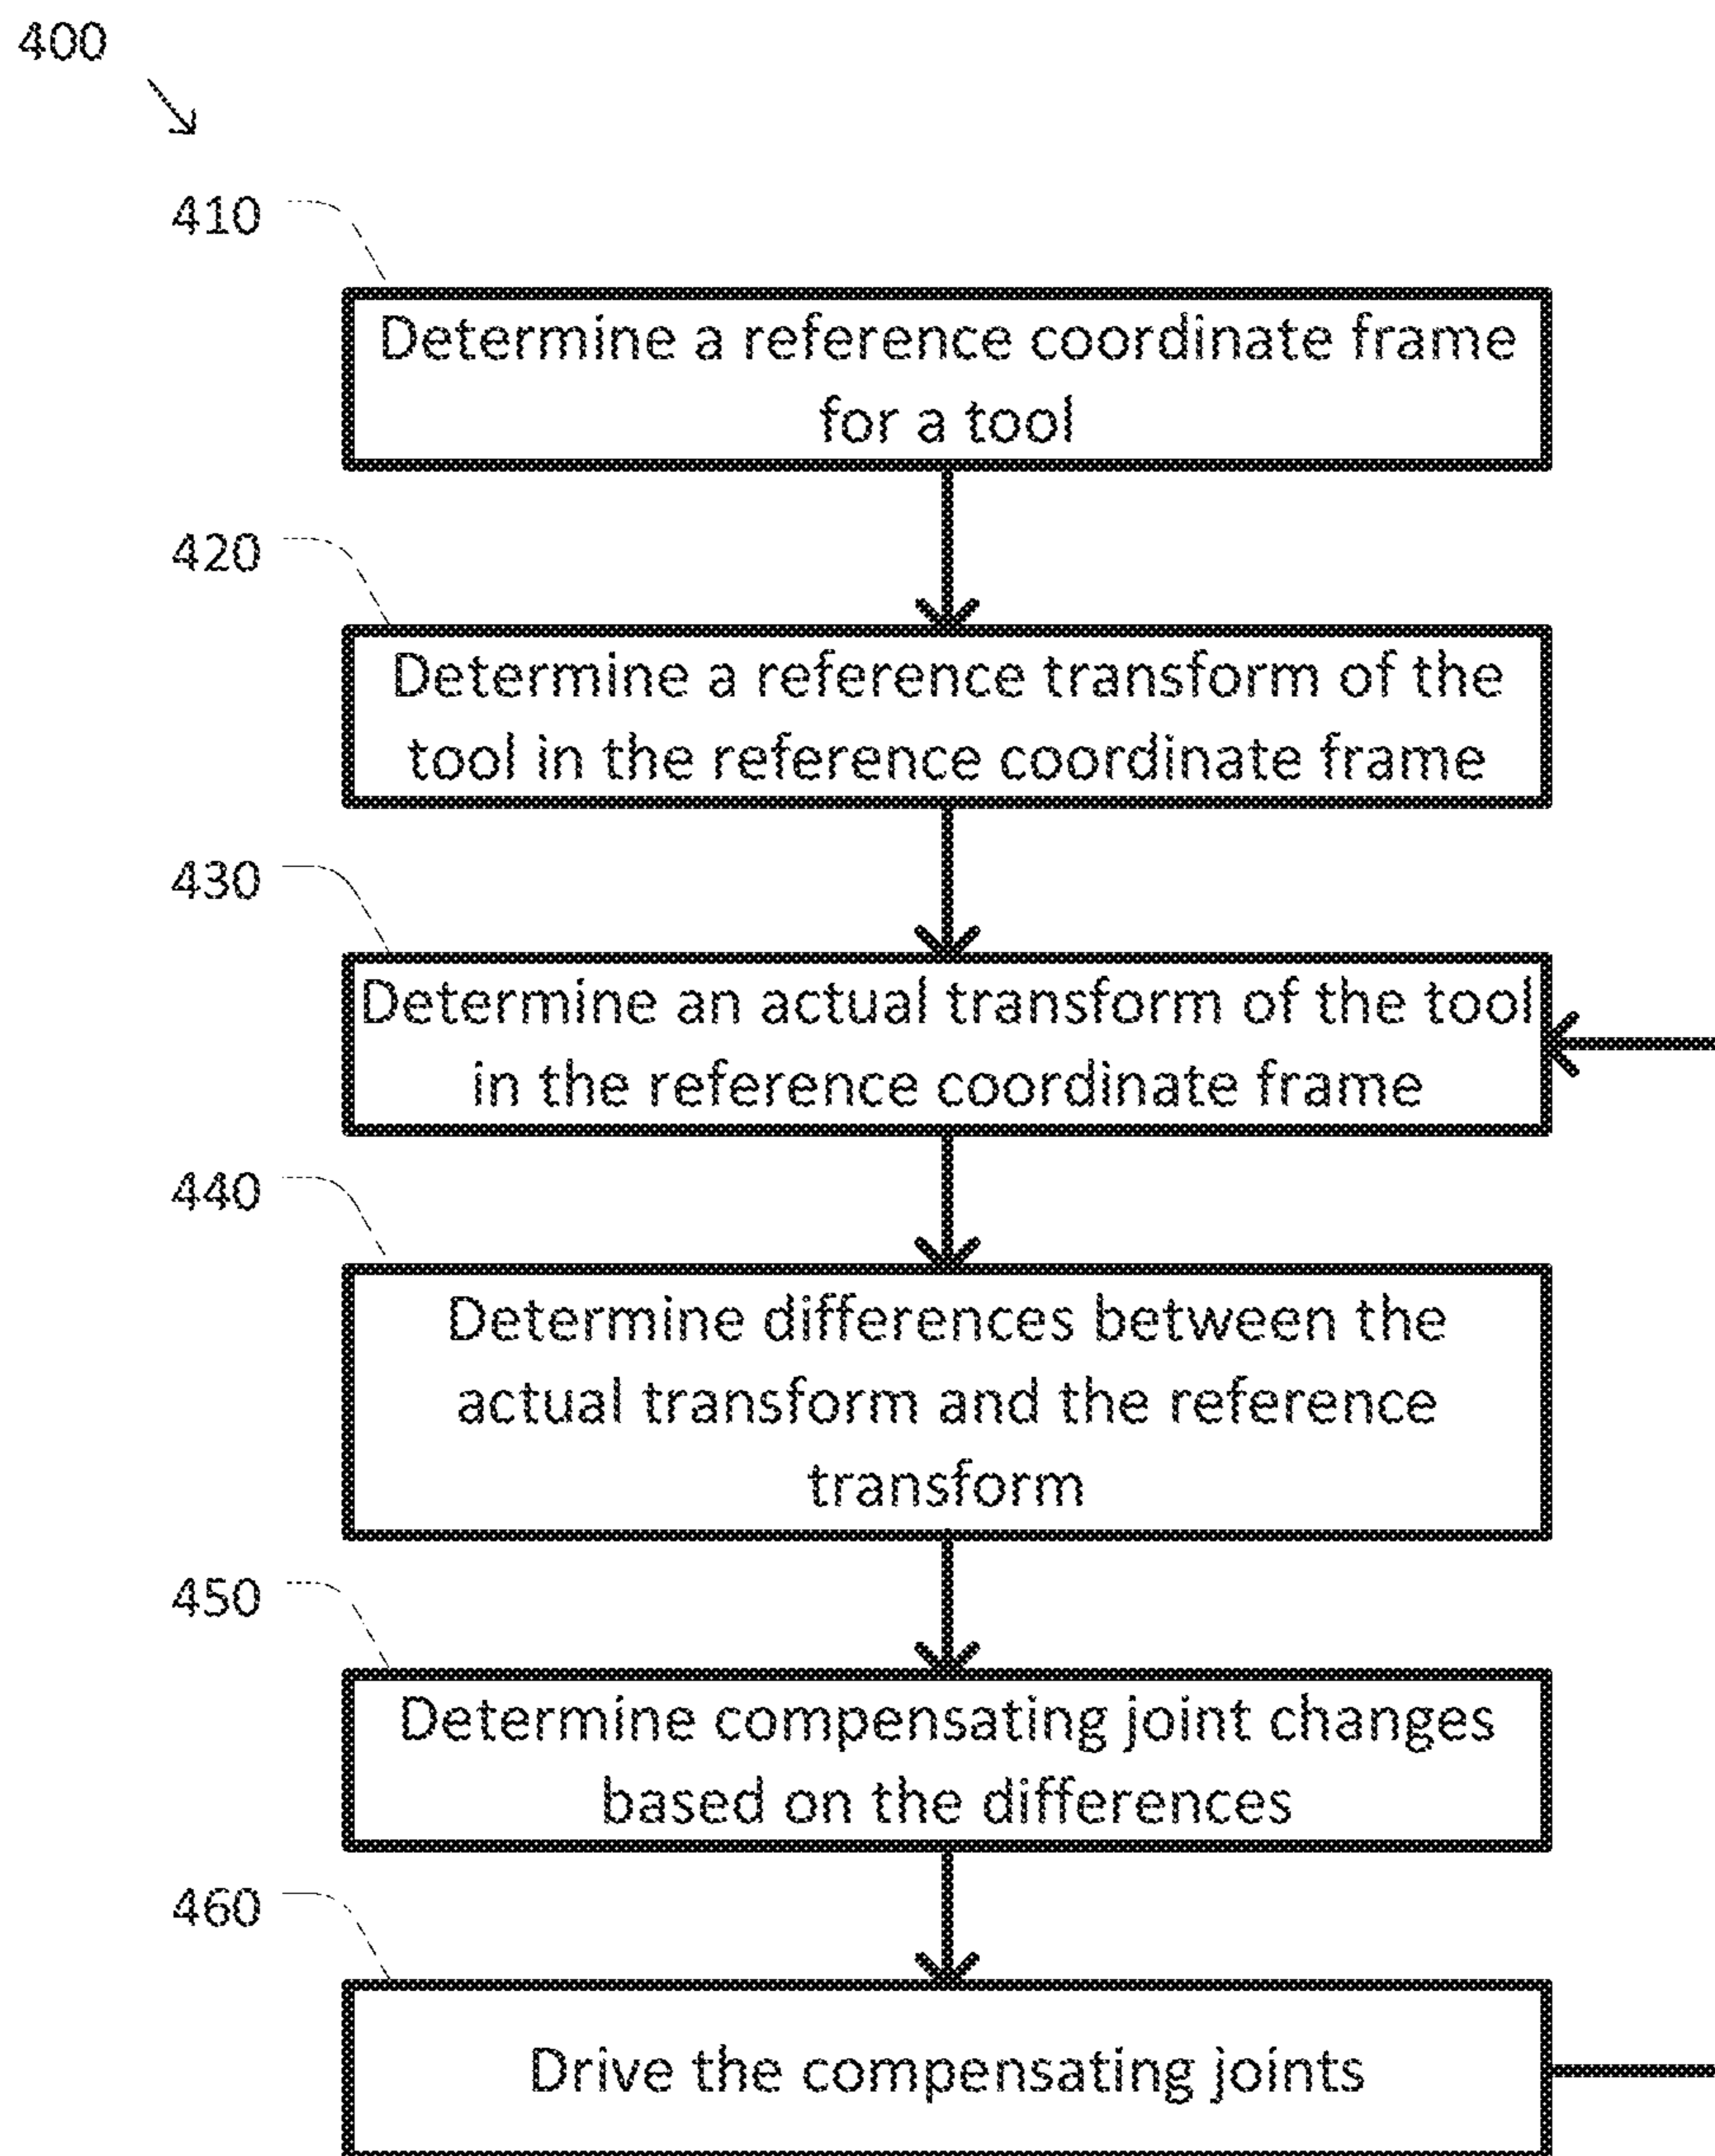 400
410
Determine a reference coordinate frame
for a tool
420
Determine a reference transform of the
tool in the reference coordinate frame
430
Determine an actual transform of the tool
in the reference coordinate frame
440
Determine differences between the
actual transform and the reference
transform
450
Determine compensating joint changes
based on the differences
460
Drive the compensating joints